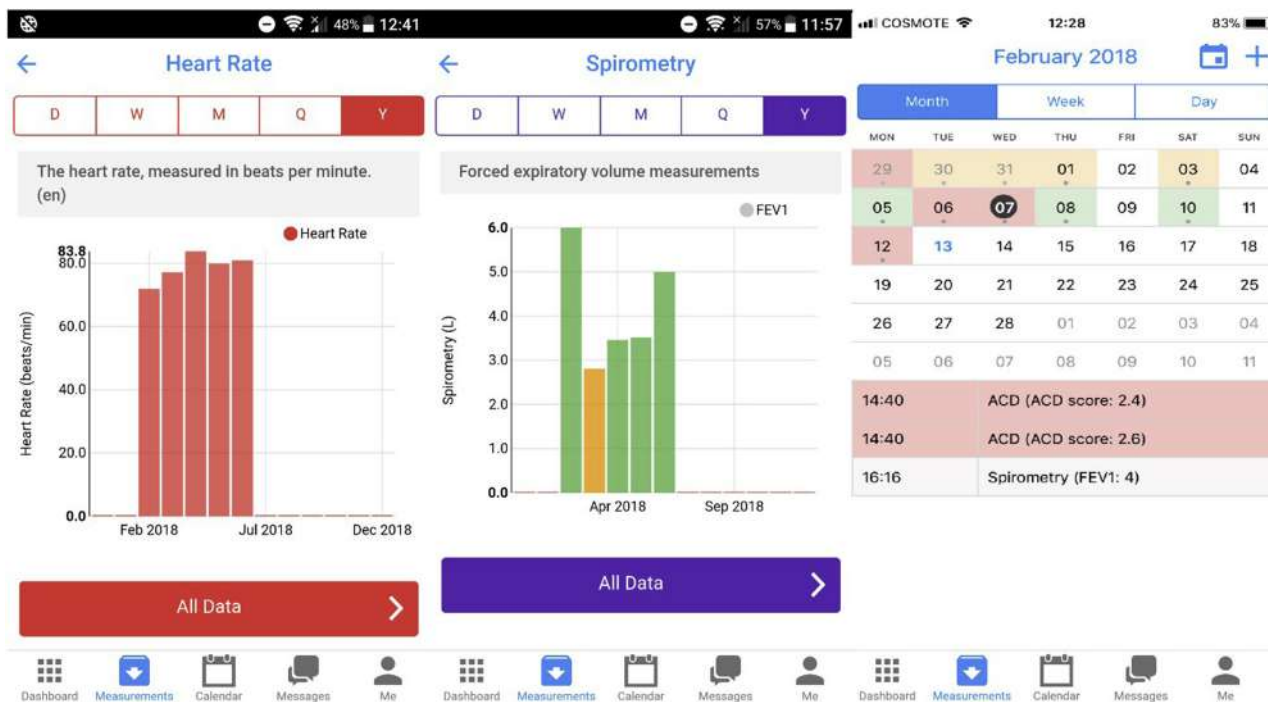 48% 12:41
Heart Rate
D W M Q Y
The heart rate, measured in beats per minute.
(en)
Heart Rate
83.8
80.0
60.0
40.0
20.0
0.0
Heart Rate (beats/min)
Feb 2018 Jul 2018 Dec 2018
All Data
Dashboard Measurements Calendar Messages Me
57% 11:57
Spirometry
D W M Q Y
Forced expiratory volume measurements
FEV1
6.0
5.0
4.0
3.0
2.0
1.0
0.0
Spirometry (L)
Apr 2018 Sep 2018
All Data
Dashboard Measurements Calendar Messages Me
COSMOTE 12:28 83%
February 2018
Month Week Day
MON TUE WED THU FRI SAT SUN
29 30 31 01 02 03 04
05 06 07 08 09 10 11
12 13 14 15 16 17 18
19 20 21 22 23 24 25
26 27 28 01 02 03 04
05 06 07 08 09 10 11
14:40 ACD (ACD score: 2.4)
14:40 ACD (ACD score: 2.6)
16:16 Spirometry (FEV1: 4)
Dashboard Measurements Calendar Messages Me